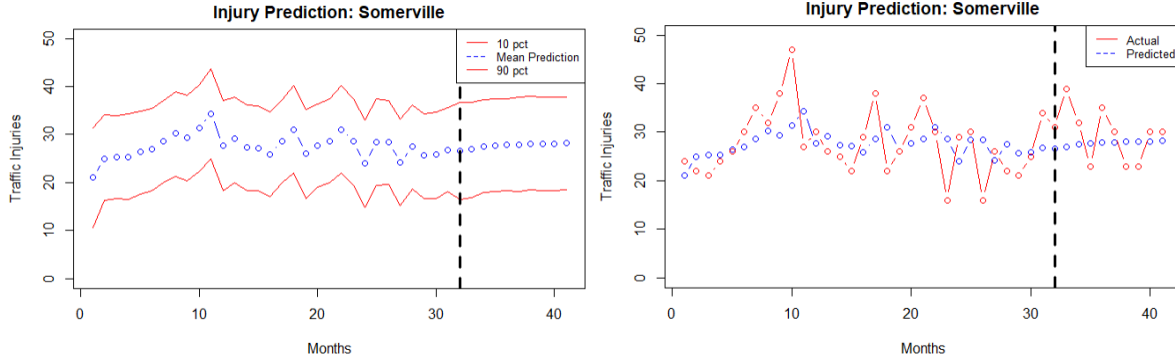 Injury Prediction: Somerville
10 pct
Mean Prediction
90 pct
Traffic Injuries
50
40
30
20
10
0
0 10 20 30 40
Months
Injury Prediction: Somerville
Actual
Predicted
Traffic Injuries
50
40
30
20
10
0
0 10 20 30 40
Months